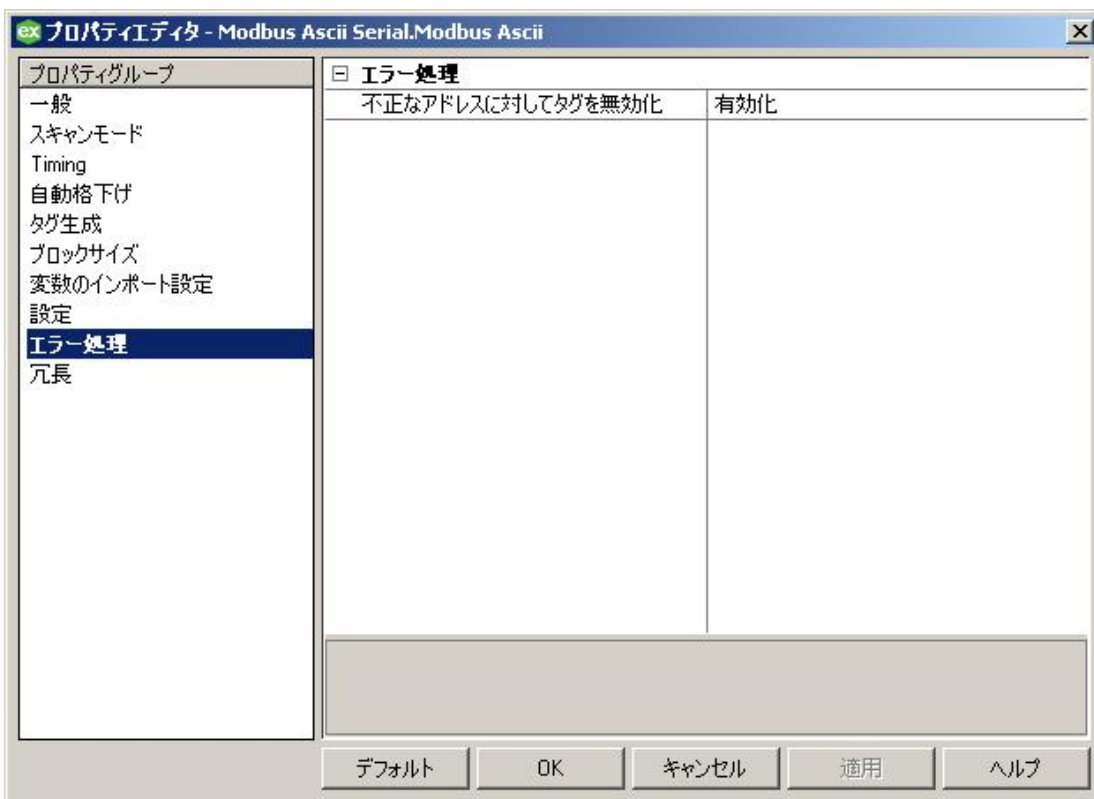 ex プロパティエディタ - Modbus Ascii Serial.Modbus Ascii
プロパティグループ
一般
スキャンモード
Timing
自動格下げ
タグ生成
ブロックサイズ
変数のインポート設定
設定
エラー処理
冗長
エラー処理
不正なアドレスに対してタグを無効化 有効化
デフォルト OK キャンセル 適用 ヘルプ